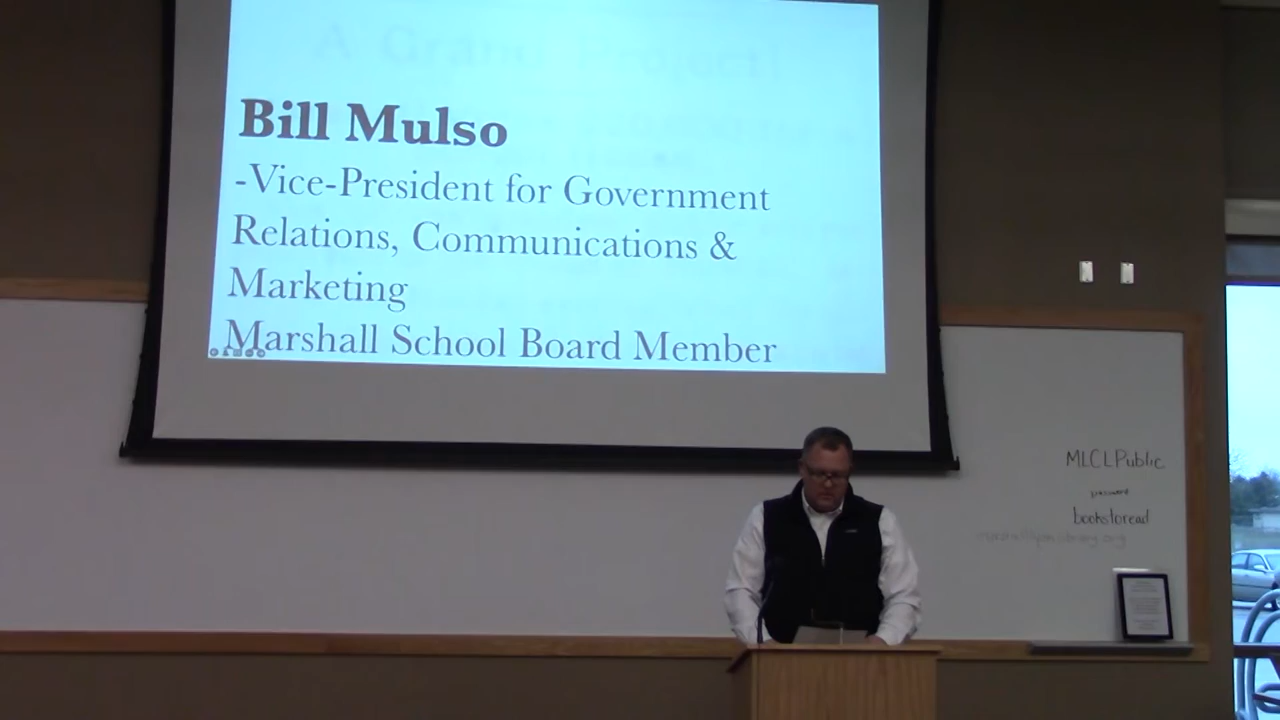 Bill Mulso
-Vice-President for Government
Relations, Communications &
Marketing
Marshall School Board Member
MLCLPublic
password
bookstoread